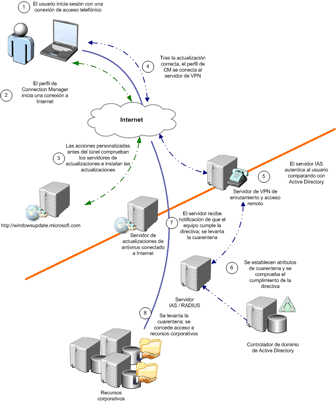 1
El usuario inicia sesión con una
conexión de acceso telefónico
4
Tras la actualización
correcta, el perfil de
CM se conecta al
servidor de VPN
2
El perfil de
Connection Manager
inicia una conexión a
Internet
Internet
3
Las acciones personalizadas
antes del túnel comprueban
los servidores de
actualizaciones e instalan las
actualizaciones
El servidor IAS
autentica al usuario
comparando con
Active Directory
5
Servidor de VPN de
enrutamiento y acceso
remoto
http://windowsupdate.microsoft.com
Servidor de
actualizaciones de
antivirus conectado
a Internet
7
El servidor recibe
notificación de que el
equipo cumple la
directiva; se levanta
la cuarentena
6
Se establecen atributos
de cuarentena y se
comprueba el
cumplimiento de la
directiva
Servidor
IAS / RADIUS
8
Se levanta la
cuarentena; se
concede acceso a
recursos corporativos
Controlador de dominio
de Active Directory
Recursos
corporativos